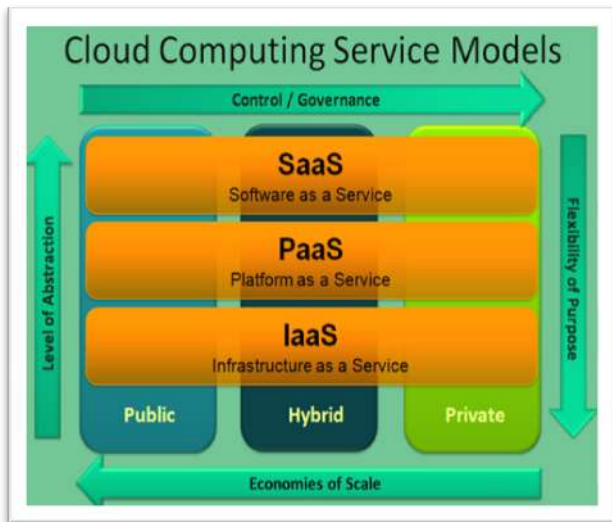 Cloud Computing Service Models
Control / Governance
SaaS
Software as a Service
PaaS
Platform as a Service
IaaS
Infrastructure as a Service
Public
Hybrid
Private
Level of Abstraction
Flexibility of Purpose
Economies of Scale